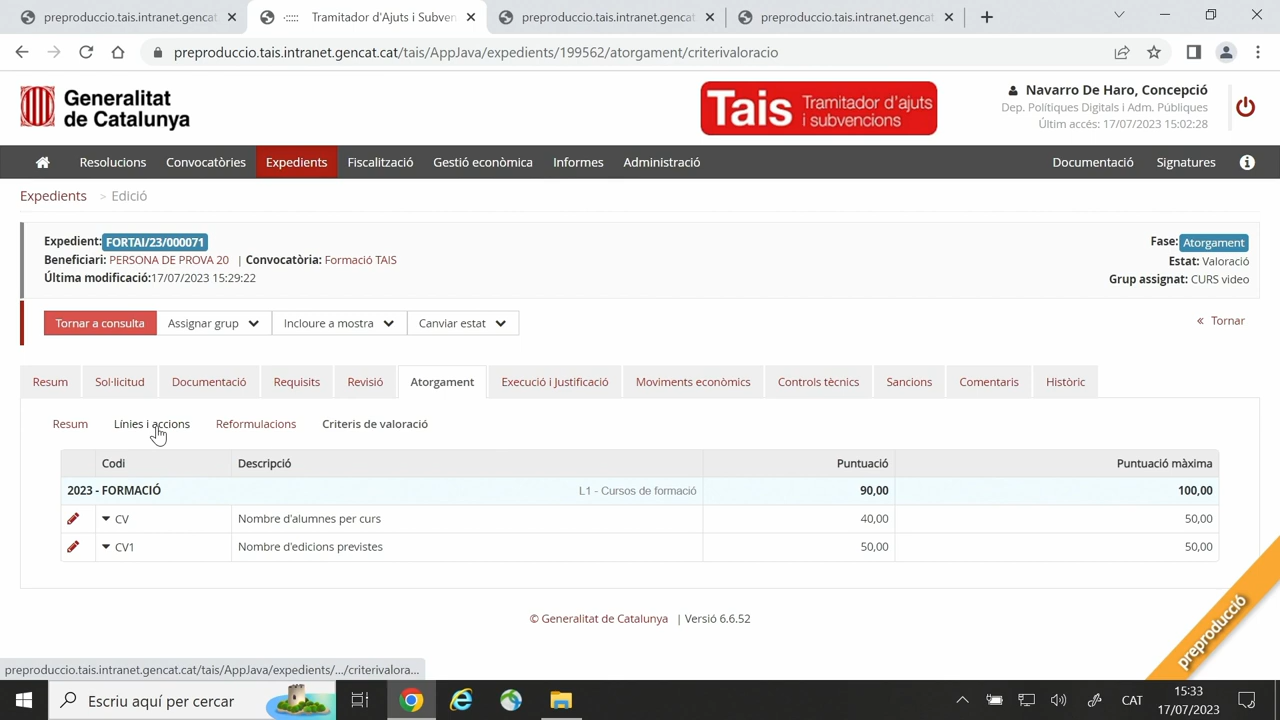 preproduccio.tais.intranet.gencat
Tramitador d'Ajuts i Subven
preproduccio.tais.intranet.gencat
preproduccio.tais.intranet.gencat
preproduccio.tais.intranet.gencat.cat/tais/AppJava/expedients/199562/atorgament/criterivaloracio
Generalitat
de Catalunya
Tais Tramitador d'ajuts
i subvencions
Navarro De Haro, Concepció
Dep. Polítiques Digitals i Adm. Públiques
Últim accés: 17/07/2023 15:02:28
Resolucions Convocatòries Expedients Fiscalització Gestió econòmica Informes Administració Documentació Signatures
Expedients > Edició
Expedient: FORTAI/23/000071
Beneficiari: PERSONA DE PROVA 20 | Convocatòria: Formació TAIS
Última modificació:17/07/2023 15:29:22
Fase: Atorgament
Estat: Valoració
Grup assignat: CURS video
Tornar a consulta Assignar grup Incloure a mostra Canviar estat « Tornar
Resum Sol·licitud Documentació Requisits Revisió Atorgament Execució i Justificació Moviments econòmics Controls tècnics Sancions Comentaris Històric
Resum Línies i accions Reformulacions Criteris de valoració
Codi Descripció Puntuació Puntuació màxima
2023 - FORMACIÓ L1 - Cursos de formació 90,00 100,00
CV Nombre d'alumnes per curs 40,00 50,00
CV1 Nombre d'edicions previstes 50,00 50,00
© Generalitat de Catalunya | Versió 6.6.52
preproducció
preproduccio.tais.intranet.gencat.cat/tais/AppJava/expedients/.../criterivalora...
Escriu aquí per cercar
CAT
15:33
17/07/2023